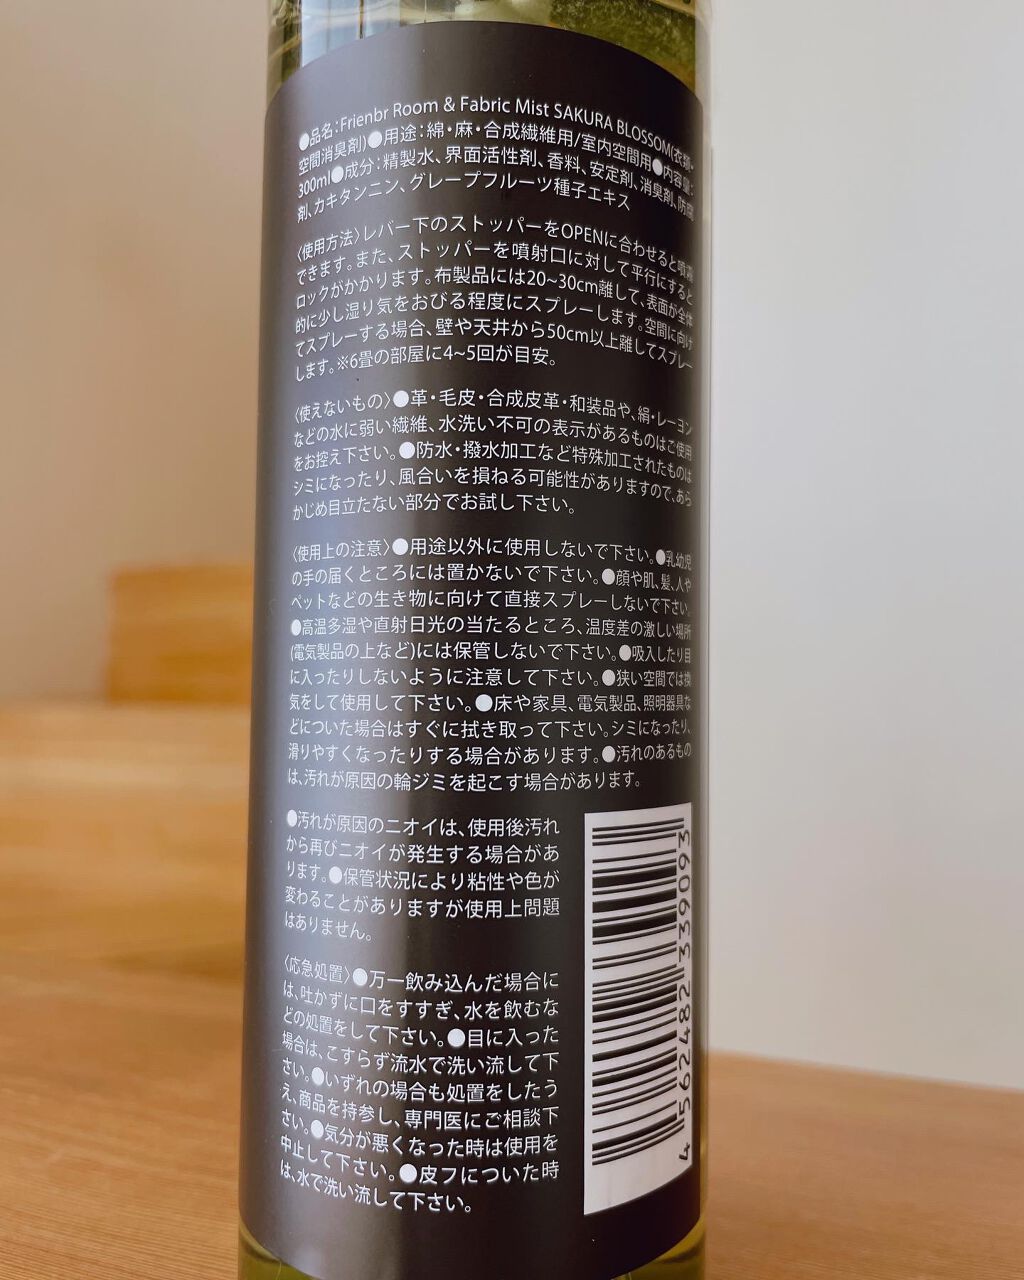 ●品名：Frienbr Room & Fabric Mist SAKURA BLOSSOM(衣類・
空間消臭剤)●用途：綿・麻・合成繊維用/室内空間用●内容量：
300ml●成分：精製水、界面活性剤、香料、安定剤、消臭剤、防腐
剤、カキタンニン、グレープフルーツ種子エキス
〈使用方法〉レバー下のストッパーをOPENに合わせると噴霧
できます。また、ストッパーを噴射口に対して平行にすると
ロックがかかります。布製品には20~30cm離して、表面が全体
的に少し湿り気をおびる程度にスプレーします。空間に向け
てスプレーする場合、壁や天井から50cm以上離してスプレー
します。※6畳の部屋に4~5回が目安。
〈使えないもの〉●革・毛皮・合成皮革・和装品や、絹・レーヨン
などの水に弱い繊維、水洗い不可の表示があるものはご使用
をお控え下さい。●防水・撥水加工など特殊加工されたものは
シミになったり、風合いを損ねる可能性がありますので、あら
かじめ目立たない部分でお試し下さい。
〈使用上の注意〉●用途以外に使用しないで下さい。●乳幼児
の手の届くところには置かないで下さい。●顔や肌、髪、人や
ペットなどの生き物に向けて直接スプレーしないで下さい。
●高温多湿や直射日光の当たるところ、温度差の激しい場所
(電気製品の上など)には保管しないで下さい。●吸入したり目
に入ったりしないように注意して下さい。●狭い空間では換
気をして使用して下さい。●床や家具、電気製品、照明器具な
どについた場合はすぐに拭き取って下さい。シミになったり、
滑りやすくなったりする場合があります。●汚れのあるもの
は、汚れが原因の輪ジミを起こす場合があります。
●汚れが原因のニオイは、使用後汚れ
から再びニオイが発生する場合があ
ります。●保管状況により粘性や色が
変わることがありますが使用上問題
はありません。
〈応急処置〉●万一飲み込んだ場合に
は、吐かずに口をすすぎ、水を飲むな
どの処置をして下さい。●目に入った
場合は、こすらず流水で洗い流して下
さい。●いずれの場合も処置をしたう
え、商品を持参し、専門医にご相談下
さい。●気分が悪くなった時は使用を
中止して下さい。●皮フについた時
は、水で洗い流して下さい。
4 562482 339093